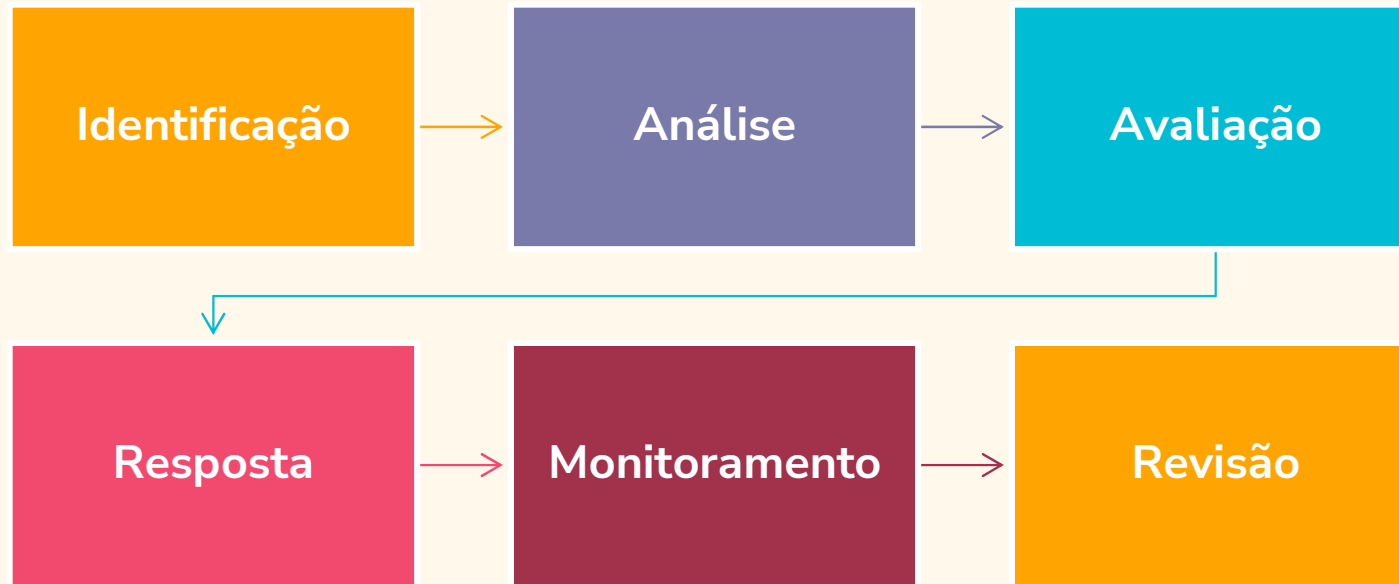 Identificação
Análise
Avaliação
Resposta
Monitoramento
Revisão